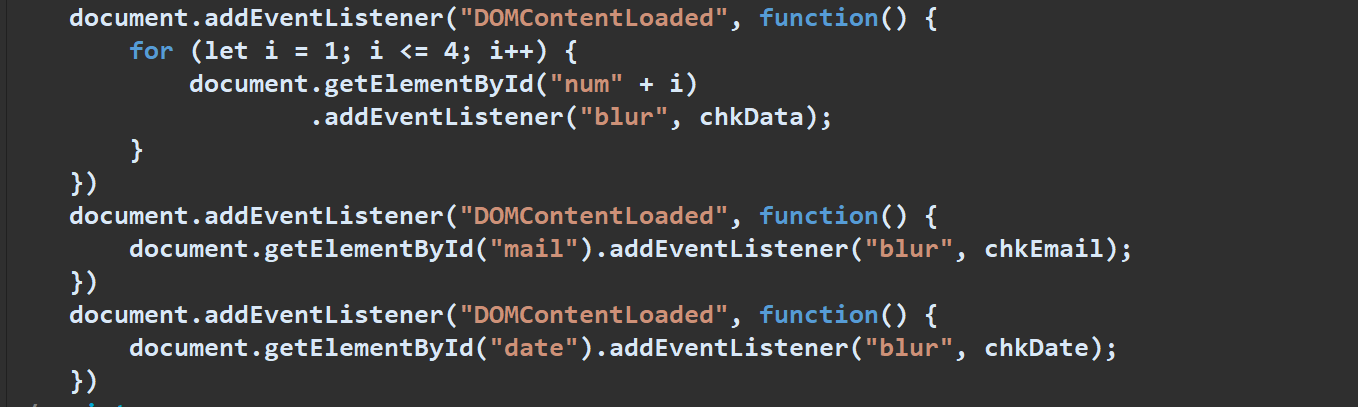 document.addEventListener("DOMContentLoaded", function() {
    for (let i = 1; i <= 4; i++) {
        document.getElementById("num" + i)
                .addEventListener("blur", chkData);
    }
})
document.addEventListener("DOMContentLoaded", function() {
    document.getElementById("mail").addEventListener("blur", chkEmail);
})
document.addEventListener("DOMContentLoaded", function() {
    document.getElementById("date").addEventListener("blur", chkDate);
})